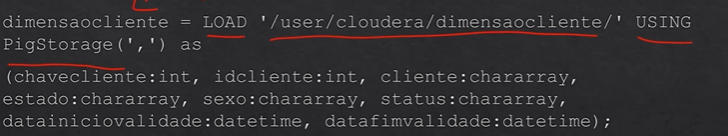 dimensaocliente = LOAD '/user/cloudera/dimensaocliente/' USING
PigStorage(',') as
(chavecliente:int, idcliente:int, cliente:chararray,
estado:chararray, sexo:chararray, status:chararray,
datainiciovalidade:datetime, datafimvalidade:datetime);